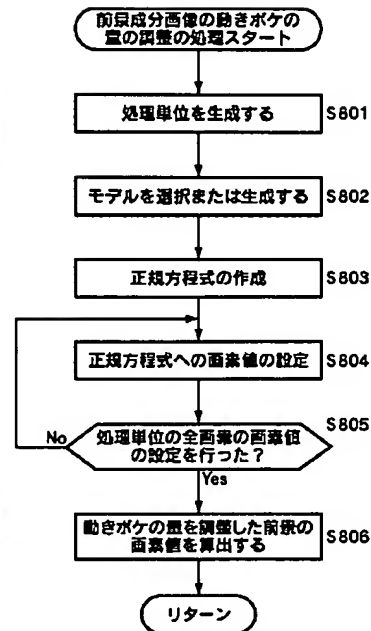 前景成分画像の動きボケの
量の調整の処理スタート
処理単位を生成する
S801
モデルを選択または生成する
S802
正規方程式の作成
S803
正規方程式への画素値の設定
S804
処理単位の全画素の画素値
の設定を行った？
S805
No
Yes
動きボケの量を調整した前景の
画素値を算出する
S806
リターン